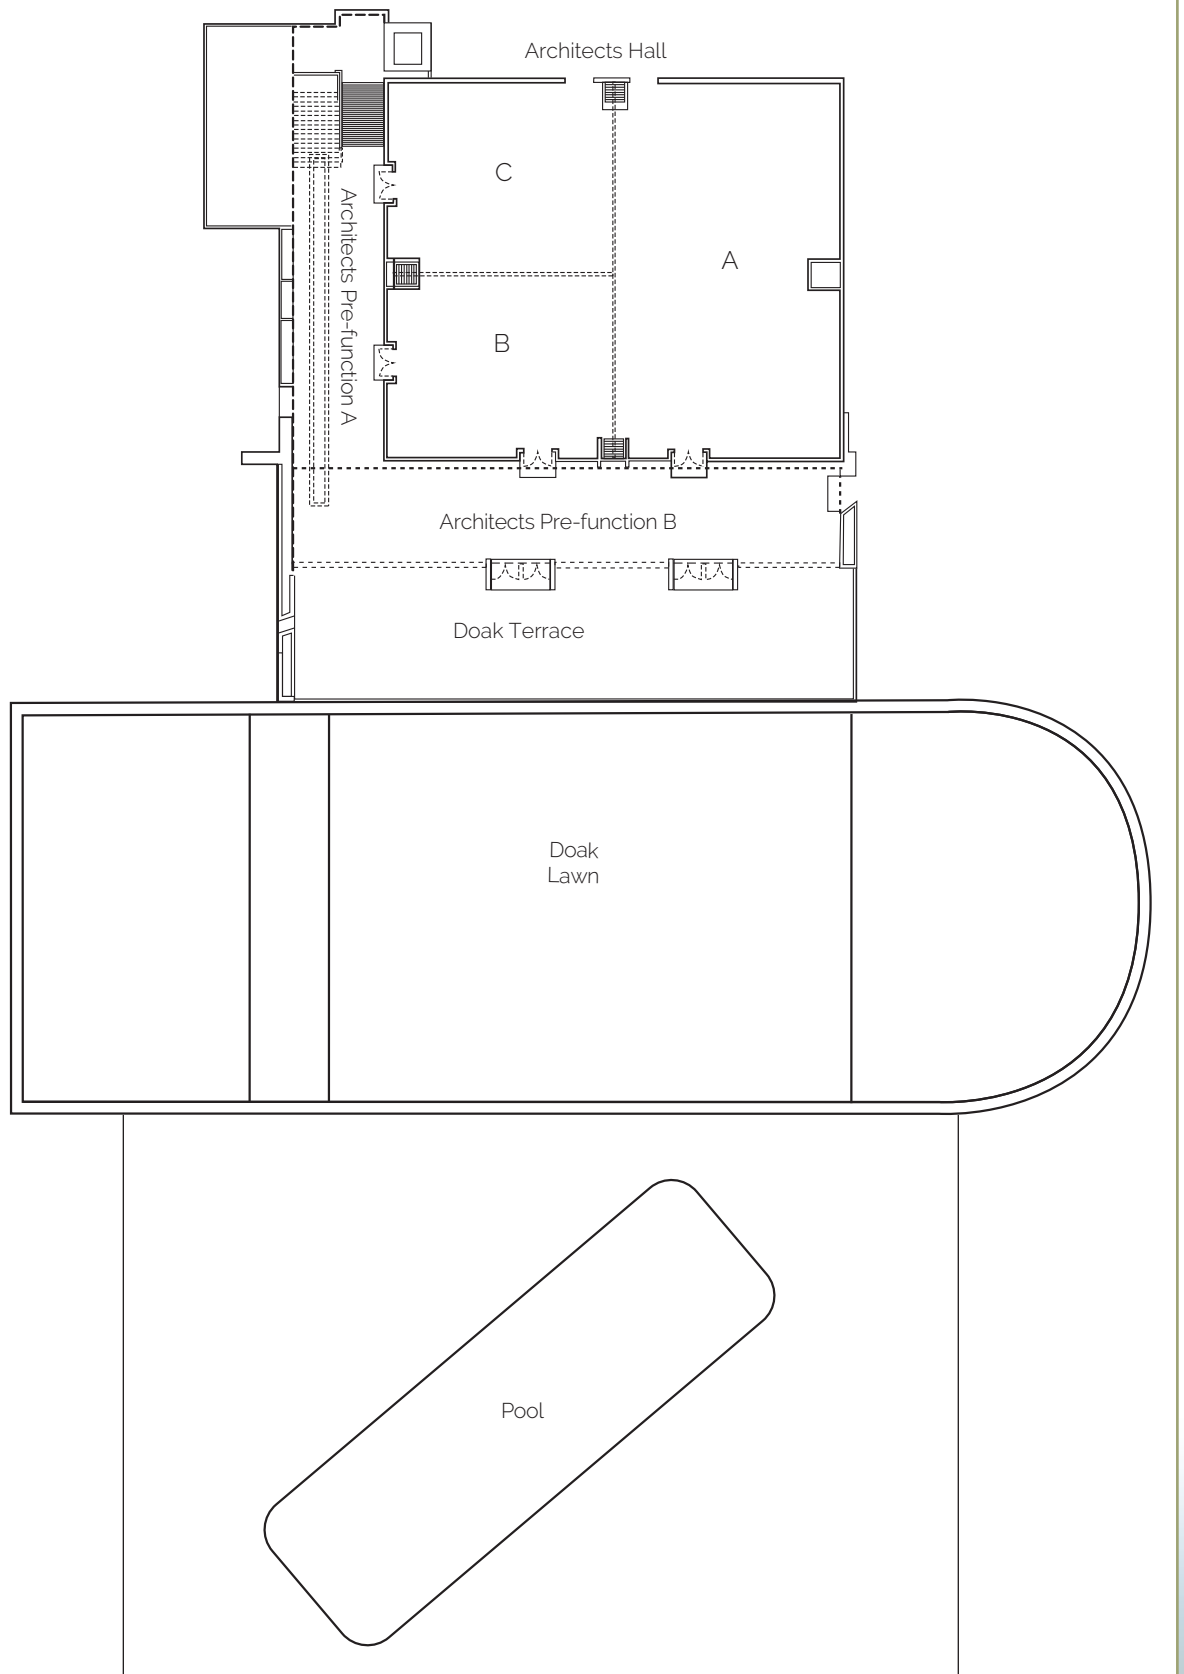 Architects Hall
C
A
Architects Pre-function A
B
Architects Pre-function B
Doak Terrace
Doak
Lawn
Pool